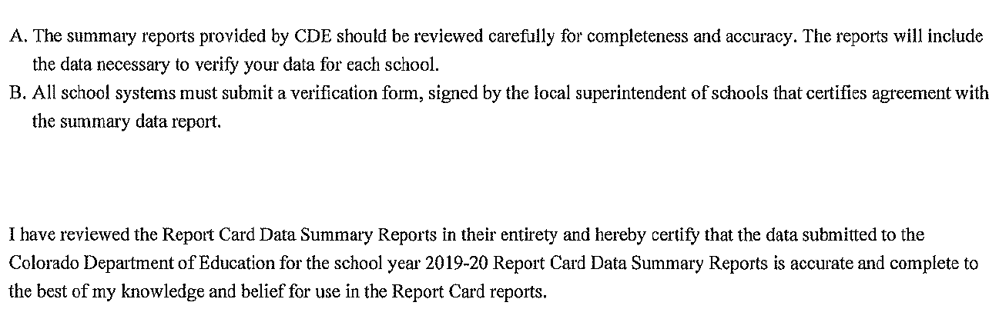 A. The summary reports provided by CDE should be reviewed carefully for completeness and accuracy. The reports will include
the data necessary to verify your data for each school.
B. All school systems must submit a verification form, signed by the local superintendent of schools that certifies agreement with
the summary data report.
I have reviewed the Report Card Data Summary Reports in their entirety and hereby certify that the data submitted to the
Colorado Department of Education for the school year 2019-20 Report Card Data Summary Reports is accurate and complete to
the best of my knowledge and belief for use in the Report Card reports.